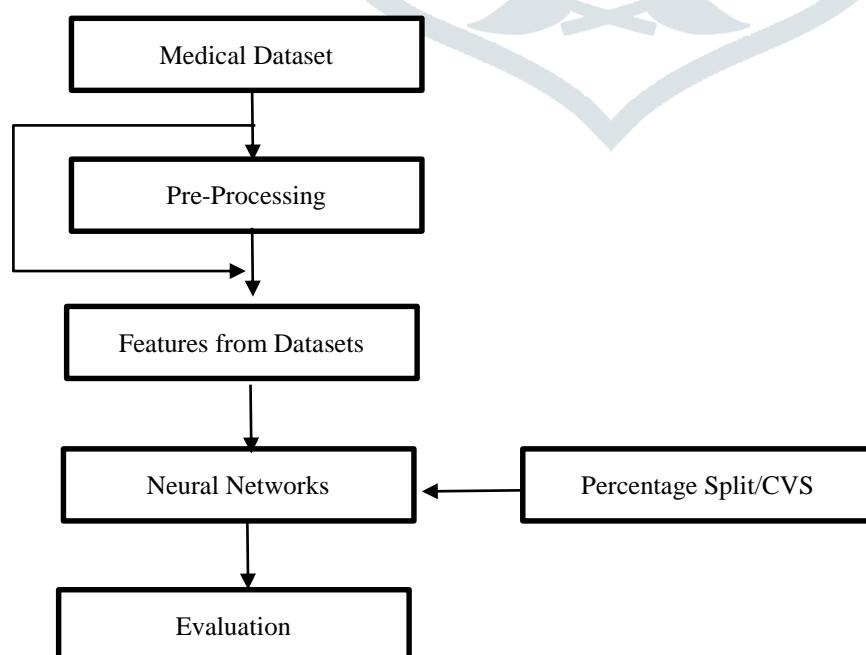 Medical Dataset
Pre-Processing
Features from Datasets
Neural Networks
Percentage Split/CVS
Evaluation